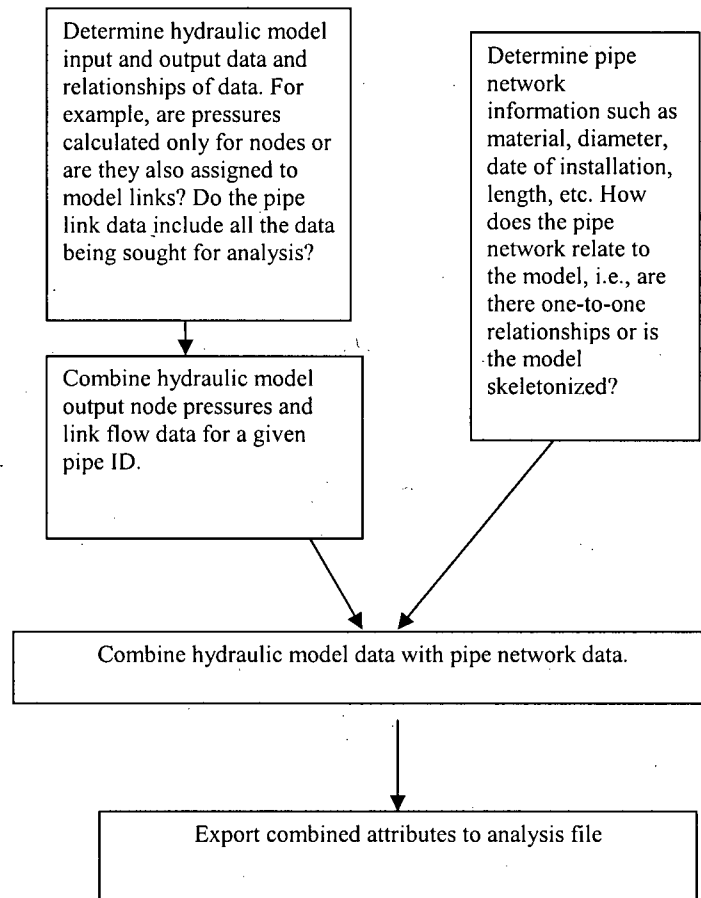 Determine hydraulic model
input and output data and
relationships of data. For
example, are pressures
calculated only for nodes or
are they also assigned to
model links? Do the pipe
link data include all the data
being sought for analysis?
Determine pipe
network
information such as
material, diameter,
date of installation,
length, etc. How
does the pipe
network relate to
the model, i.e., are
there one-to-one
relationships or is
the model
skeletonized?
Combine hydraulic model
output node pressures and
link flow data for a given
pipe ID.
Combine hydraulic model data with pipe network data.
Export combined attributes to analysis file